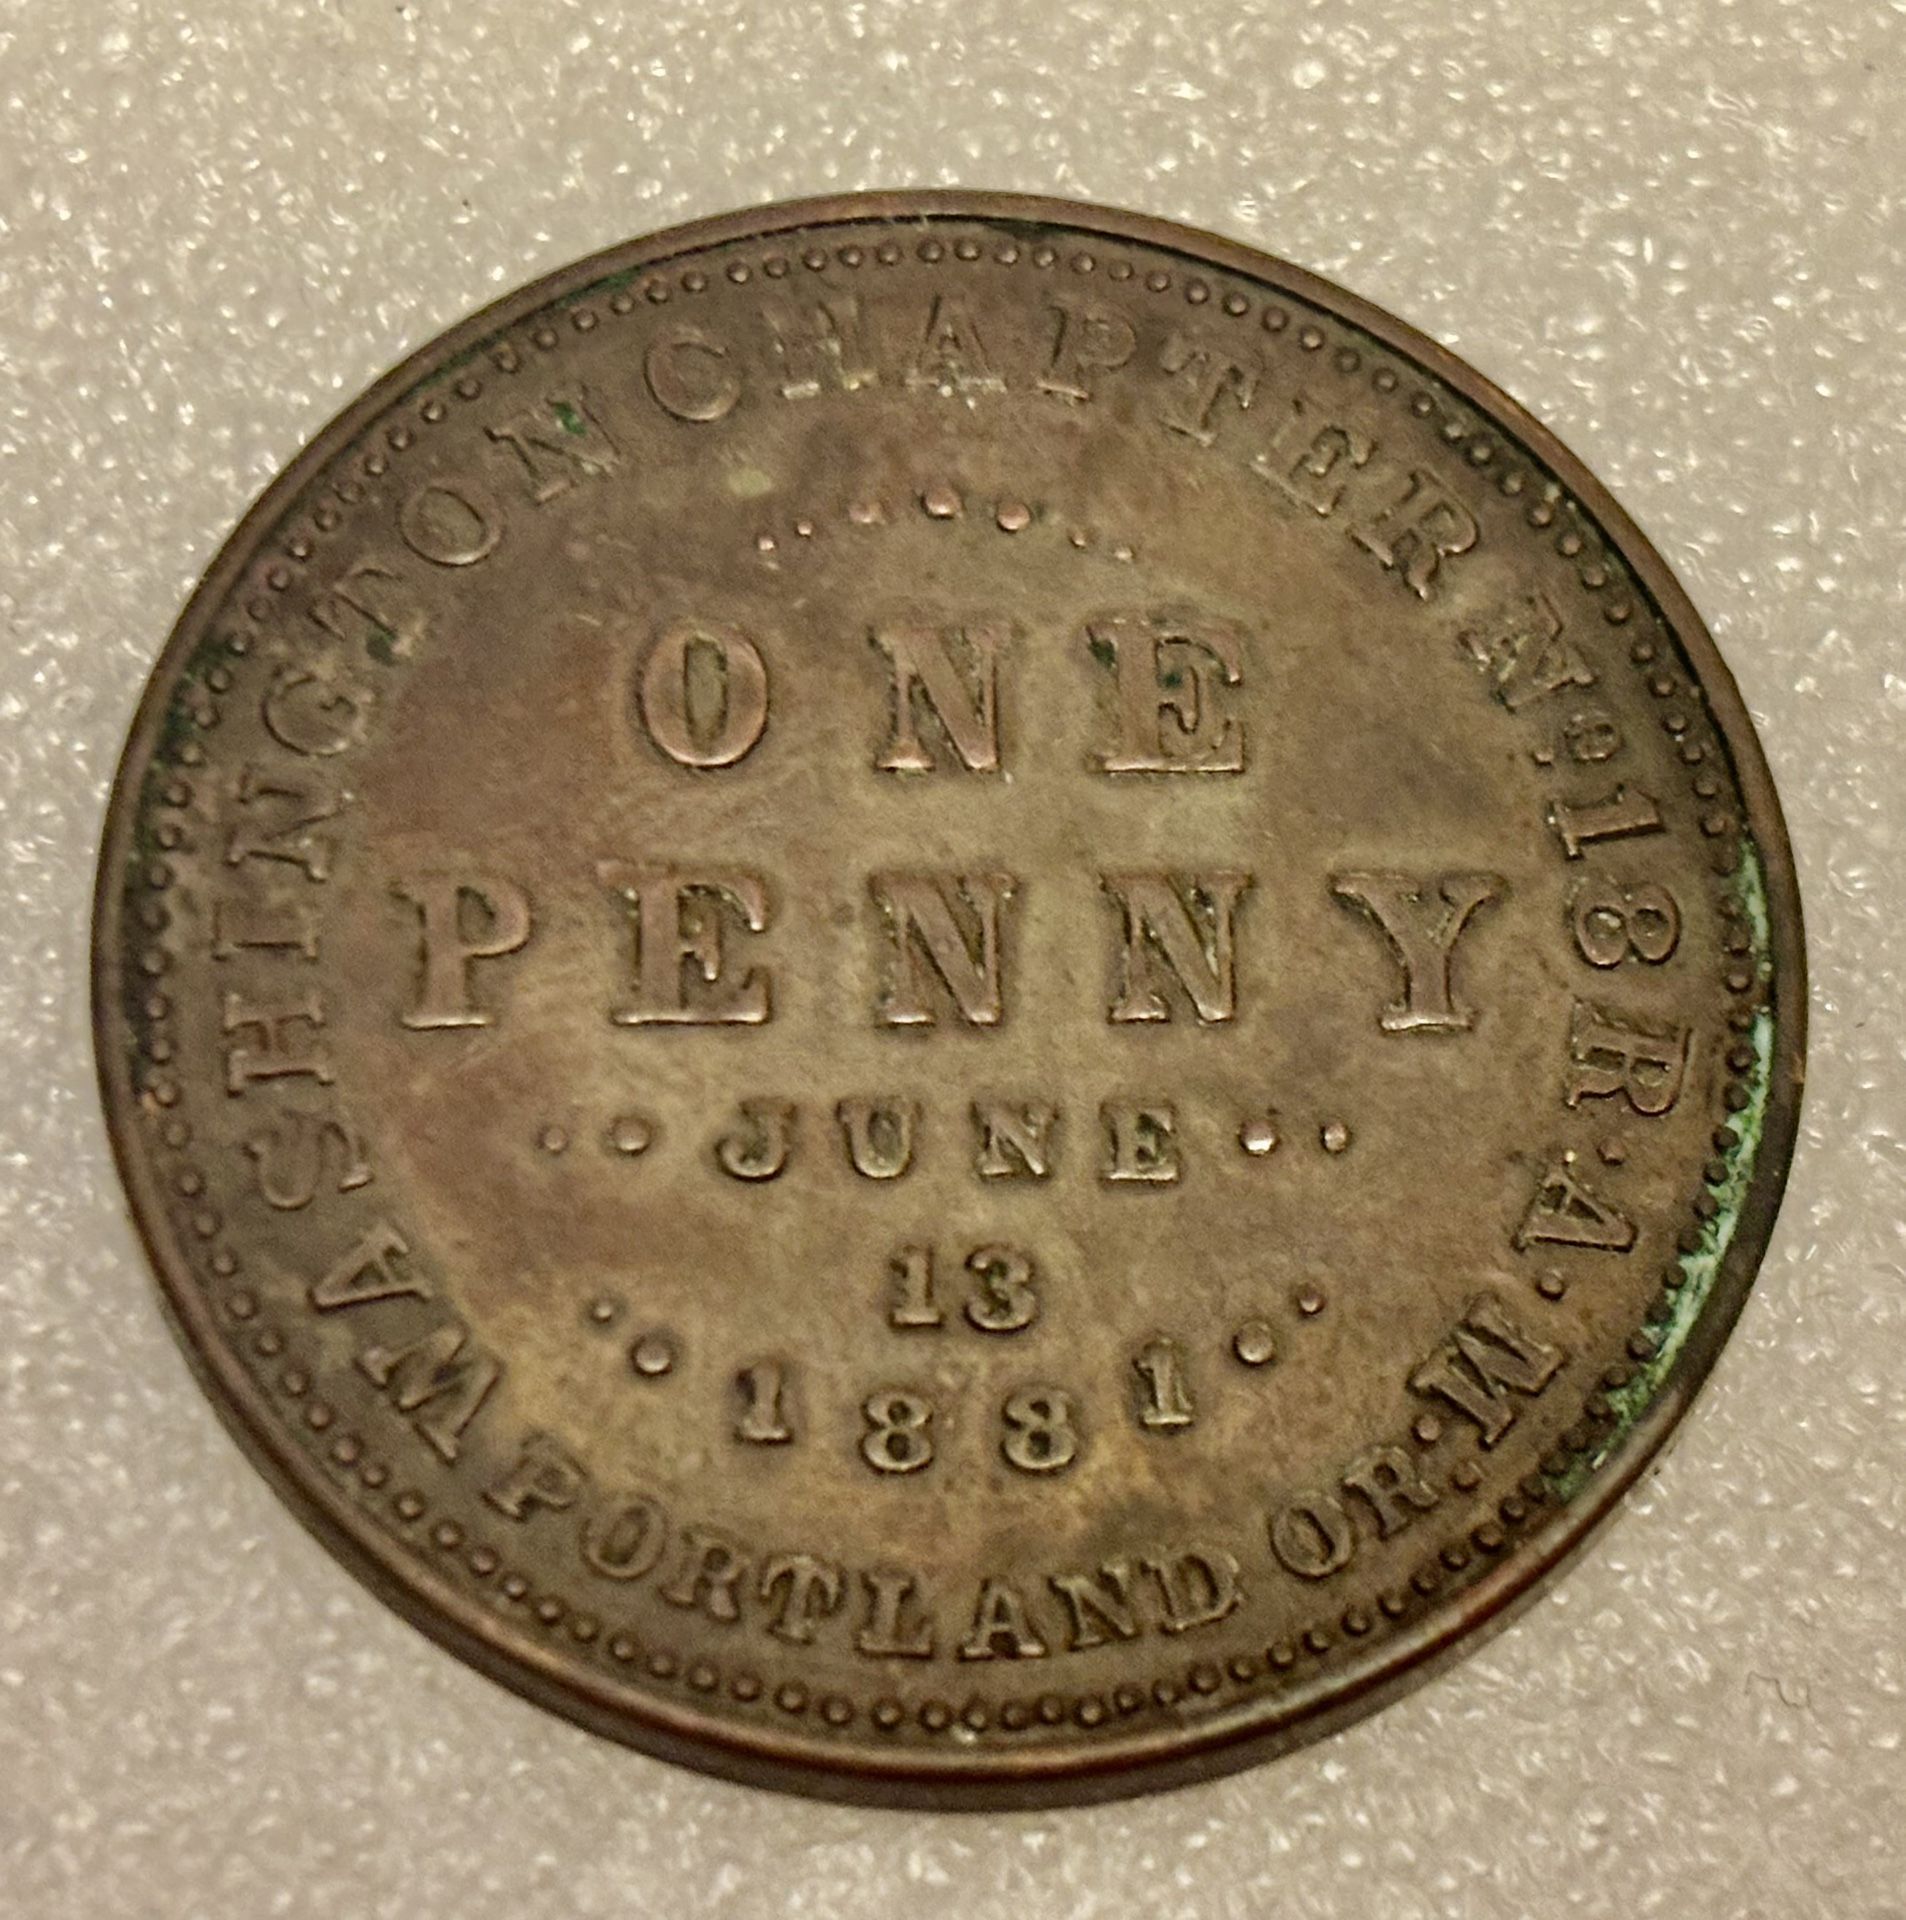 WASHINGTON CHAPTER No 18 R. A. M.
ONE
PENNY
JUNE
13
1881
PORTLAND OR.